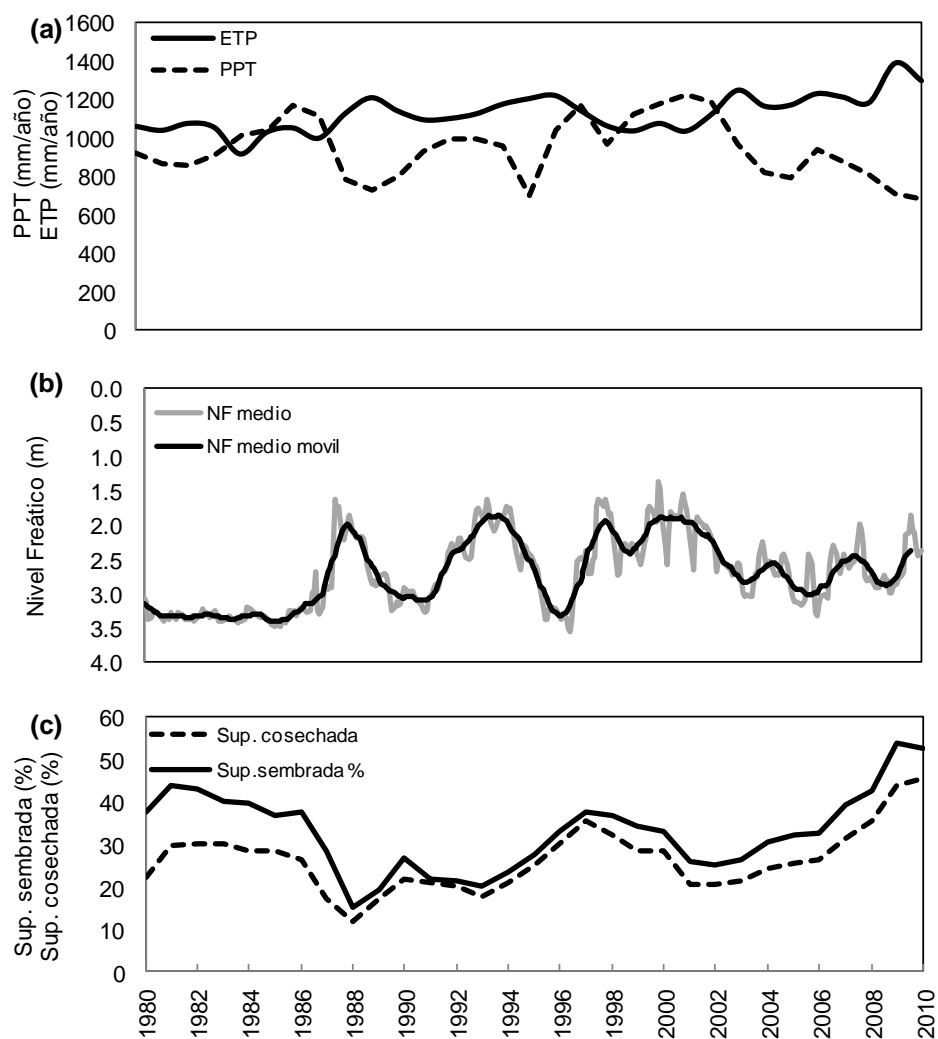 (a)
PPT (mm/año)
ETP (mm/año)
1600
1400
1200
1000
800
600
400
200
0
ETP
PPT
(b)
Nivel Freático (m)
0.0
0.5
1.0
1.5
2.0
2.5
3.0
3.5
4.0
NF medio
NF medio movil
(c)
Sup. sembrada (%)
Sup. cosechada (%)
60
50
40
30
20
10
0
Sup. cosechada
Sup.sembrada %
1980
1982
1984
1986
1988
1990
1992
1994
1996
1998
2000
2002
2004
2006
2008
2010